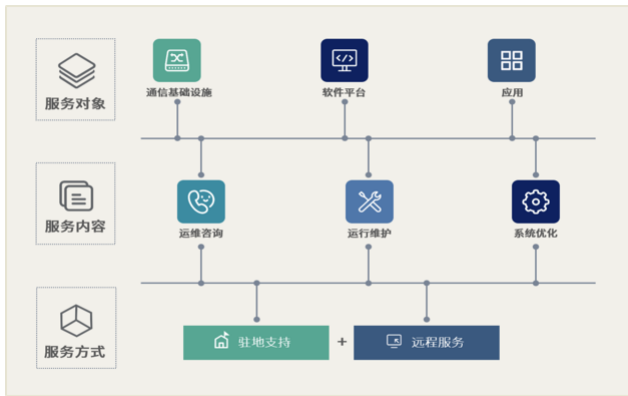 服务对象
通信基础设施
软件平台
应用
服务内容
运维咨询
运行维护
系统优化
服务方式
驻地支持
+
远程服务